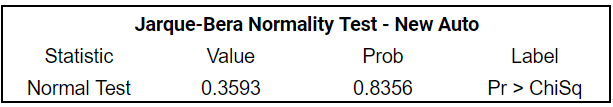 Jarque-Bera Normality Test - New Auto
Statistic Value Prob Label
Normal Test 0.3593 0.8356 Pr > ChiSq